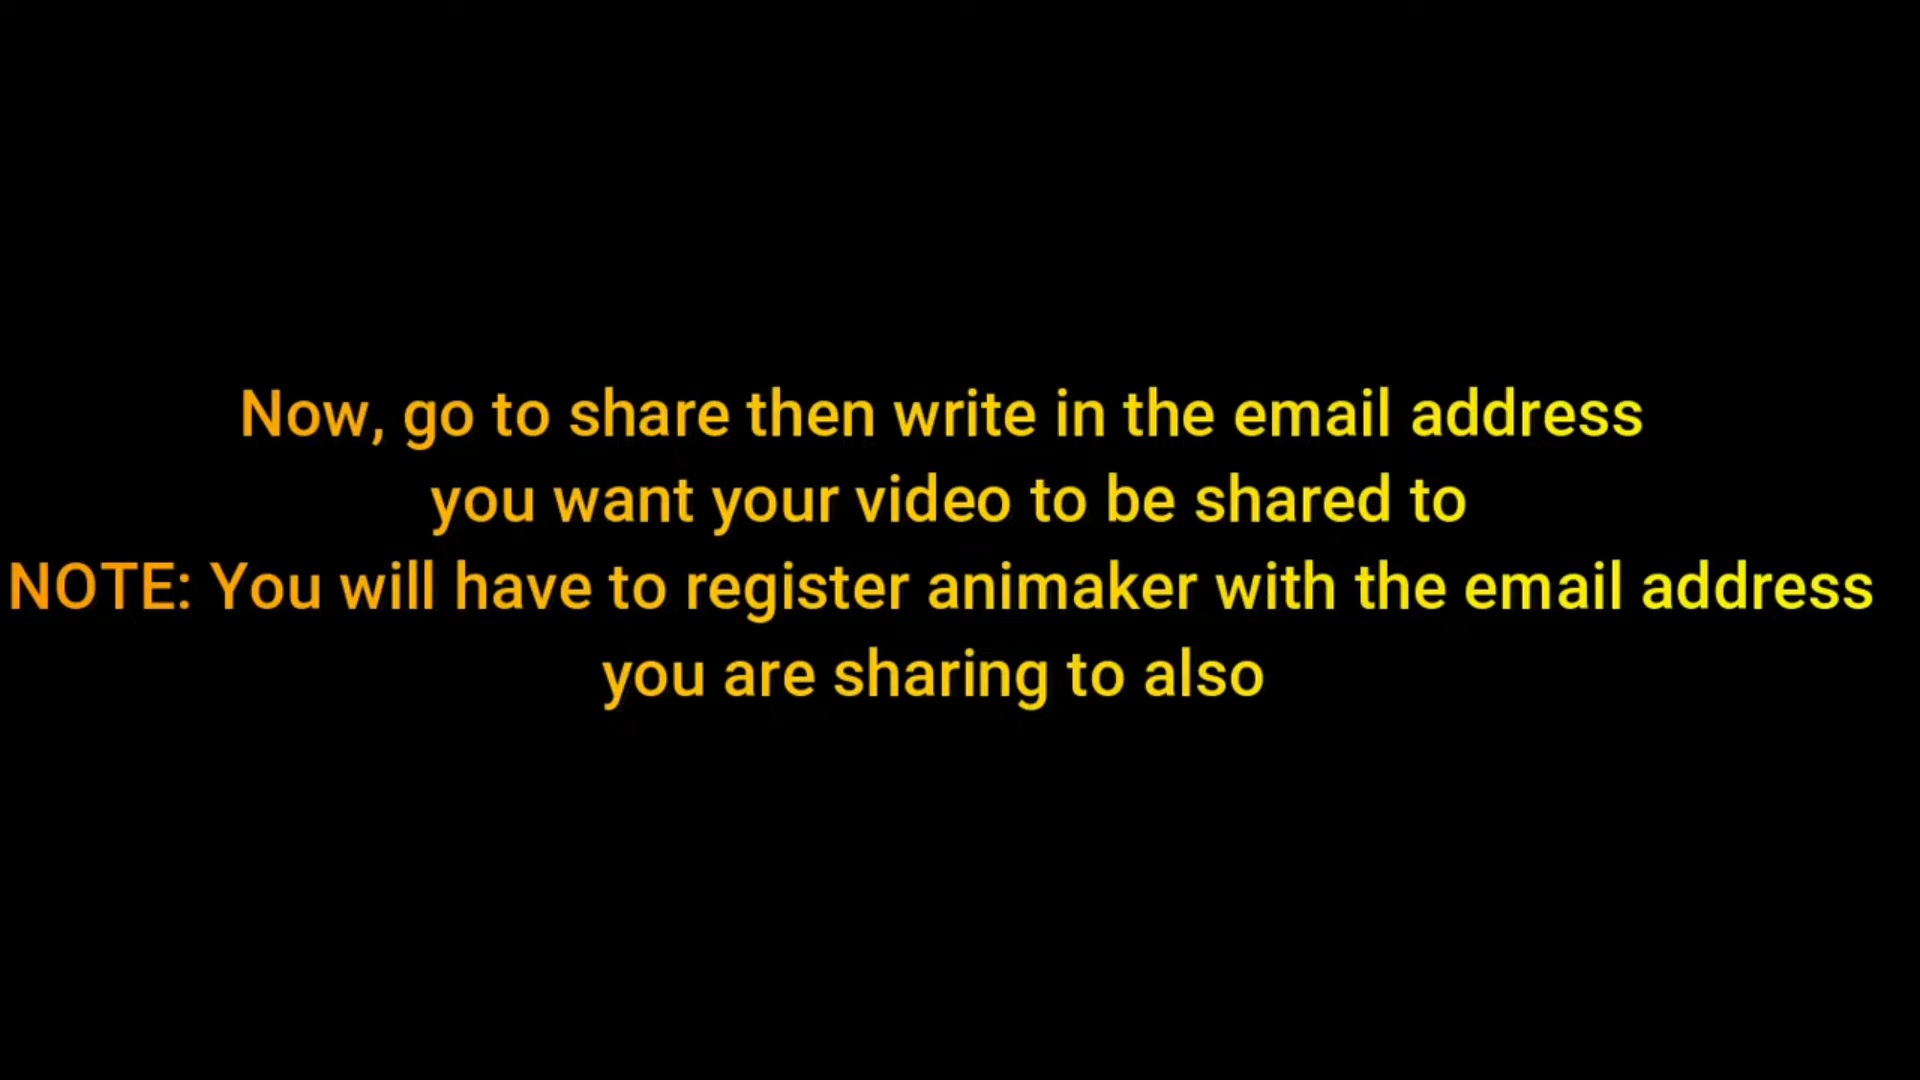 Now, go to share then write in the email address
you want your video to be shared to
NOTE: You will have to register animaker with the email address
you are sharing to also